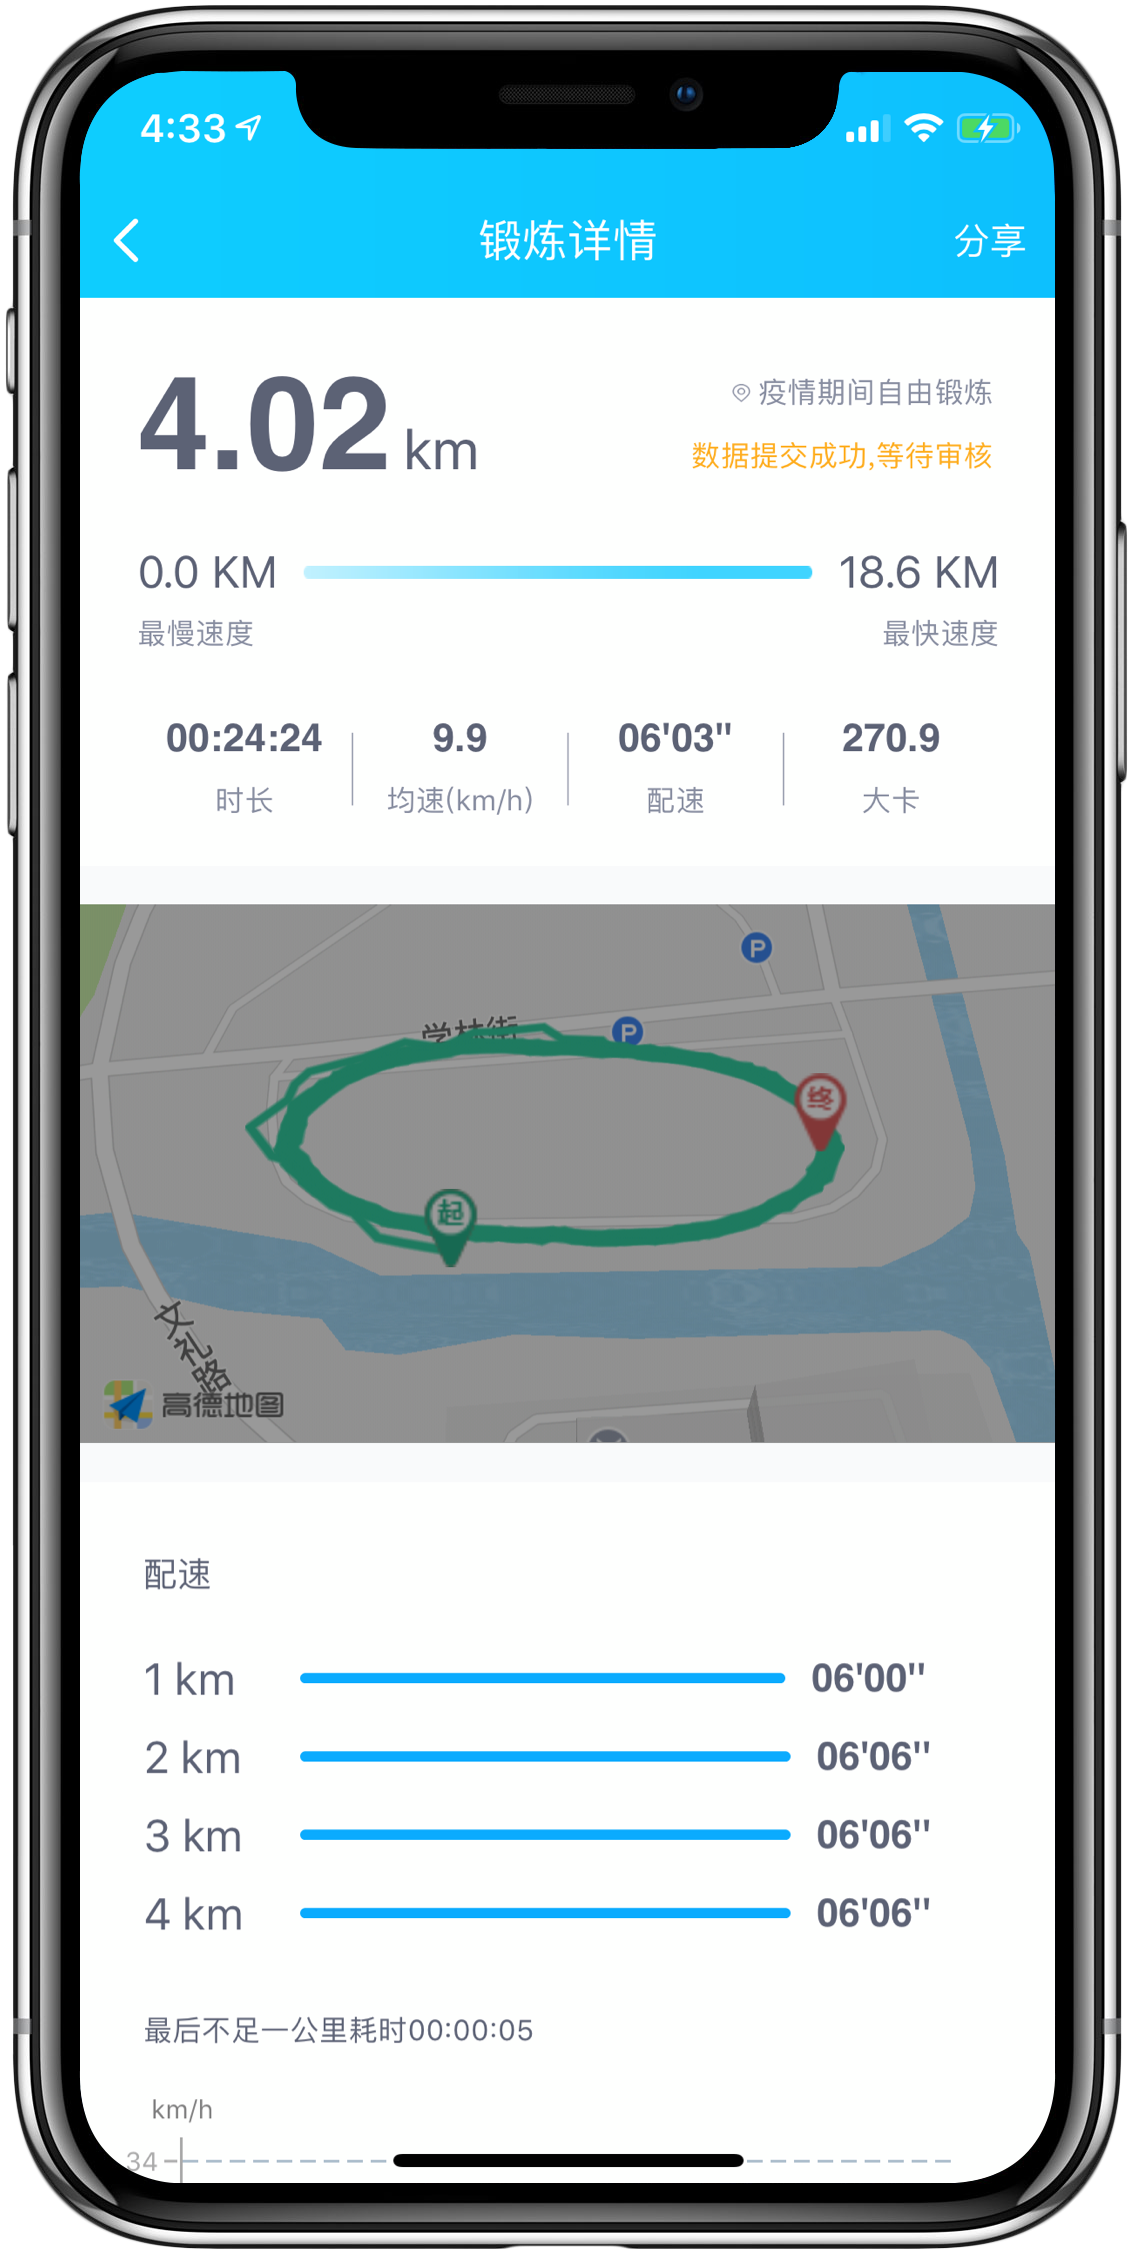 4:33
锻炼详情
分享
4.02 km
疫情期间自由锻炼
数据提交成功,等待审核
0.0 KM
18.6 KM
最慢速度
最快速度
00:24:24
9.9
06'03"
270.9
时长
均速(km/h)
配速
大卡
P
学林街
P
终
起
文礼路
高德地图
配速
1 km 06'00''
2 km 06'06''
3 km 06'06''
4 km 06'06''
最后不足一公里耗时00:00:05
km/h
34